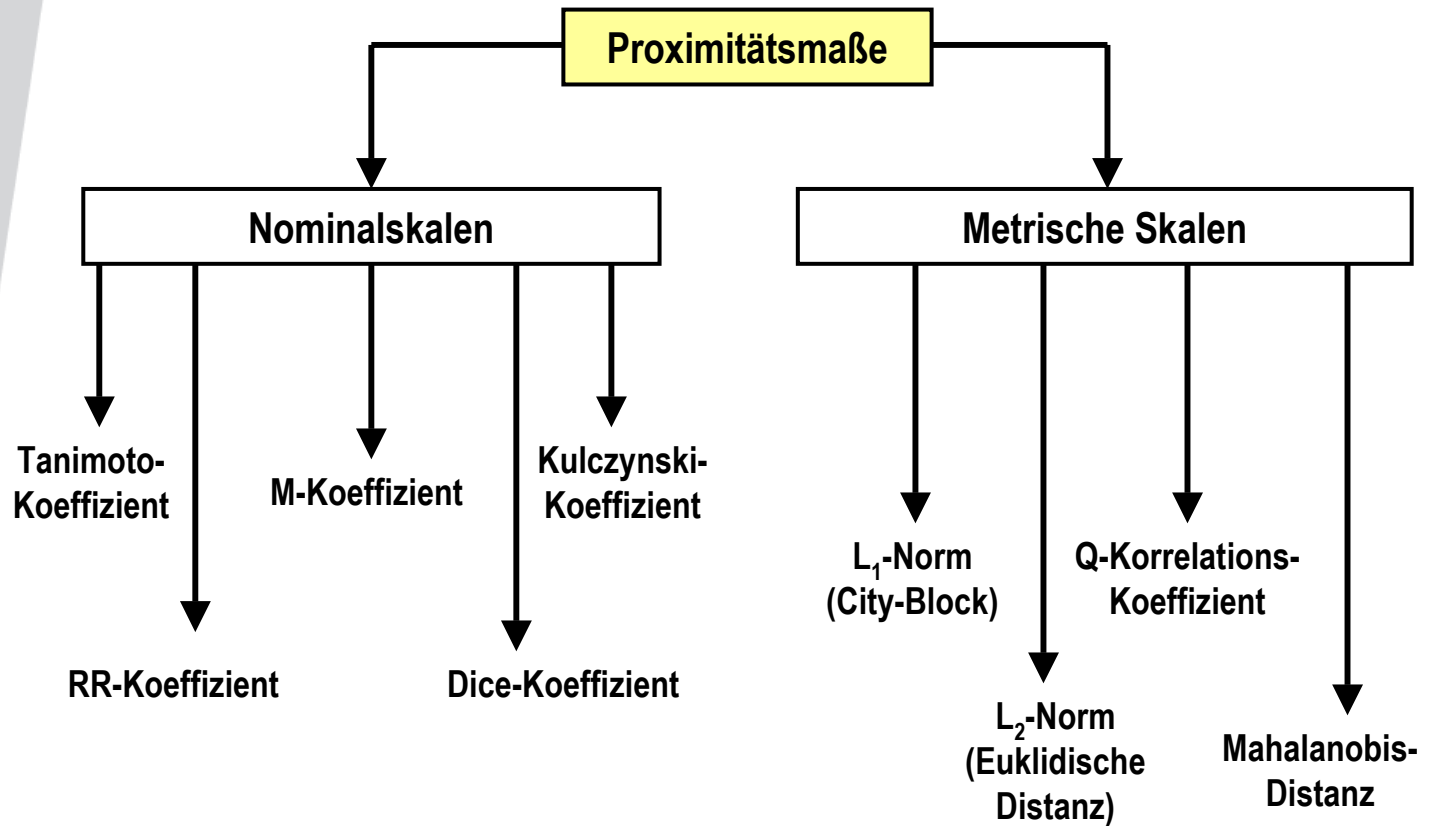 Proximitätsmaße
Nominalskalen
Metrische Skalen
Tanimoto-
Koeffizient
RR-Koeffizient
M-Koeffizient
Dice-Koeffizient
Kulczynski-
Koeffizient
L₁-Norm
(City-Block)
L₂-Norm
(Euklidische
Distanz)
Q-Korrelations-
Koeffizient
Mahalanobis-
Distanz